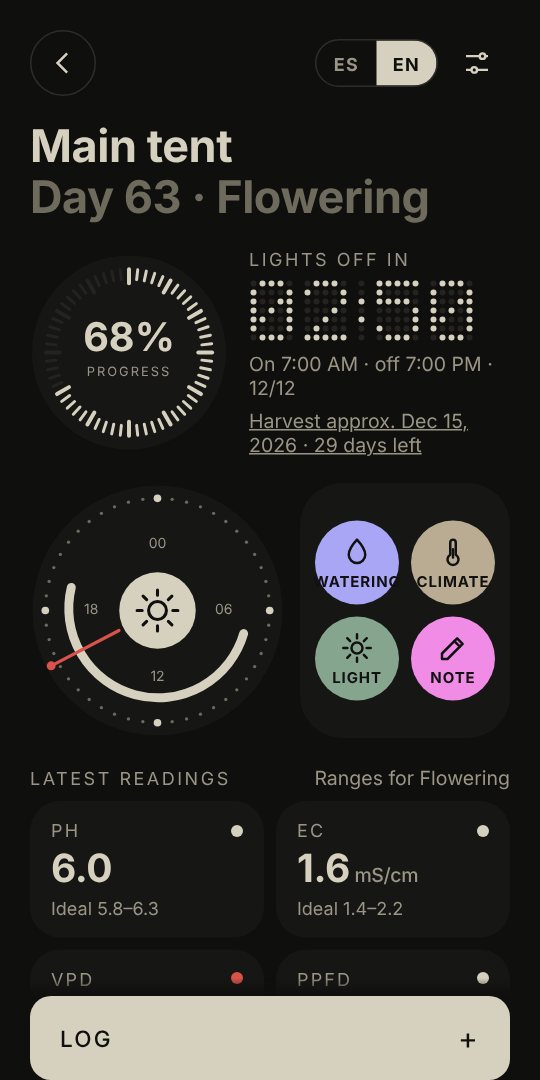 ES EN
Main tent
Day 63 · Flowering
68%
PROGRESS
LIGHTS OFF IN
02:50
On 7:00 AM · off 7:00 PM ·
12/12
Harvest approx. Dec 15,
2026 · 29 days left
00
18 06
12
WATERING CLIMATE
LIGHT NOTE
LATEST READINGS Ranges for Flowering
PH
6.0
Ideal 5.8–6.3
EC
1.6 mS/cm
Ideal 1.4–2.2
VPD PPFD
LOG +